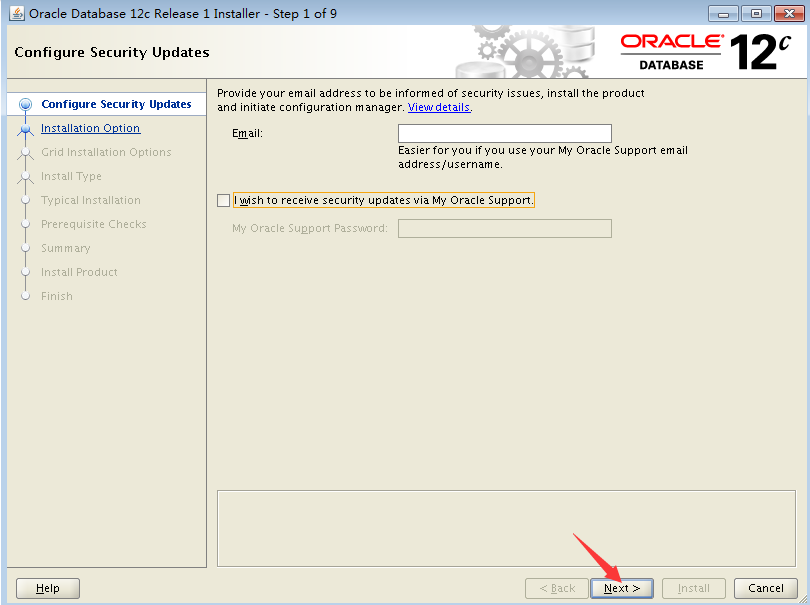 Oracle Database 12c Release 1 Installer - Step 1 of 9
Configure Security Updates
ORACLE
DATABASE
12c
Configure Security Updates
Installation Option
Grid Installation Options
Install Type
Typical Installation
Prerequisite Checks
Summary
Install Product
Finish
Provide your email address to be informed of security issues, install the product
and initiate configuration manager. View details.
Email:
Easier for you if you use your My Oracle Support email
address/username.
I wish to receive security updates via My Oracle Support.
My Oracle Support Password:
Help
< Back
Next >
Install
Cancel